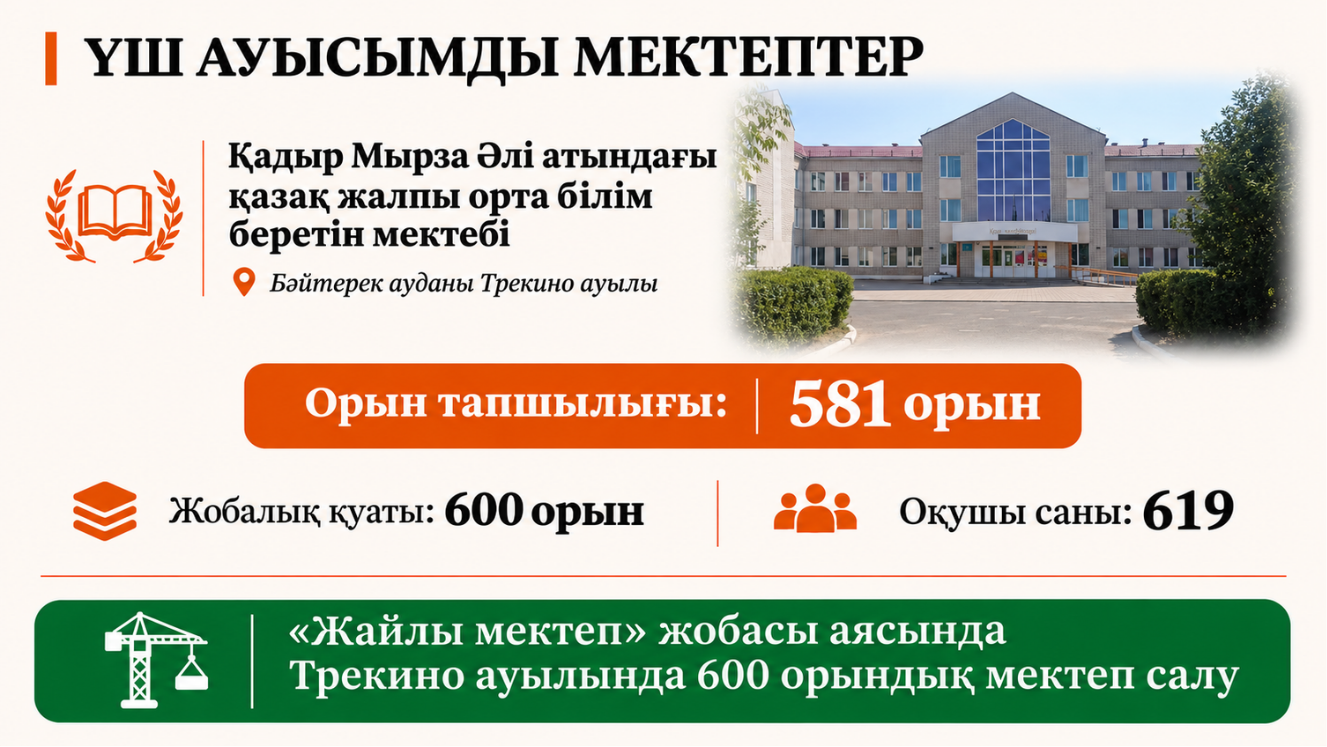 ҮШ АУЫСЫМДЫ МЕКТЕПТЕР
Қадыр Мырза Әлі атындағы
қазақ жалпы орта білім
беретін мектебі
Бәйтерек ауданы Трекино ауылы
Орын тапшылығы: 581 орын
Жобалық қуаты: 600 орын
Оқушы саны: 619
«Жайлы мектеп» жобасы аясында
Трекино ауылында 600 орындық мектеп салу